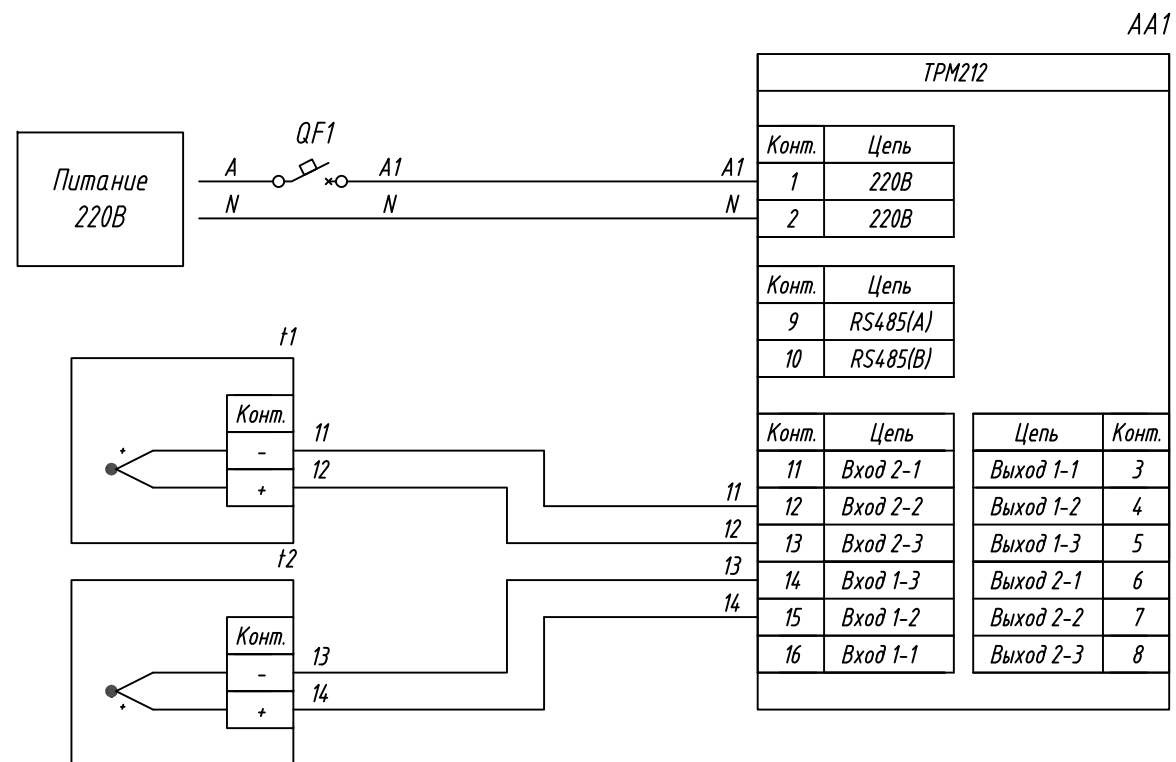 AA1
ТРМ212
QF1
Питание
220В
A
A1
A1
N
N
N
Конт. Цепь
1 220В
2 220В
Конт. Цепь
9 RS485(A)
10 RS485(B)
t1
Конт.
-
+
+
11
12
11
12
13
14
Конт. Цепь
11 Вход 2-1
12 Вход 2-2
13 Вход 2-3
14 Вход 1-3
15 Вход 1-2
16 Вход 1-1
Цепь Конт.
Выход 1-1 3
Выход 1-2 4
Выход 1-3 5
Выход 2-1 6
Выход 2-2 7
Выход 2-3 8
t2
Конт.
-
+
+
13
14